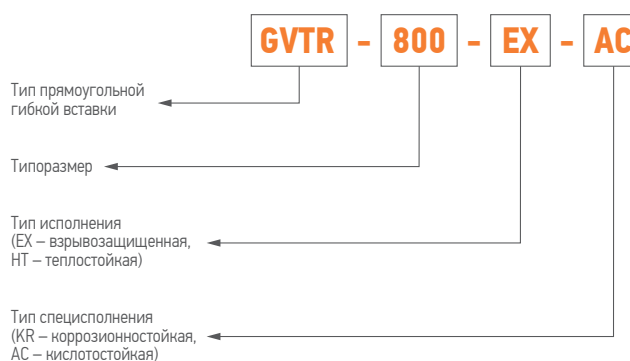 GVTR - 800 - EX - AC
Тип прямоугольной
гибкой вставки
Типоразмер
Тип исполнения
(EX – взрывозащищенная,
HT – теплостойкая)
Тип специсполнения
(KR – коррозионностойкая,
AC – кислотостойкая)